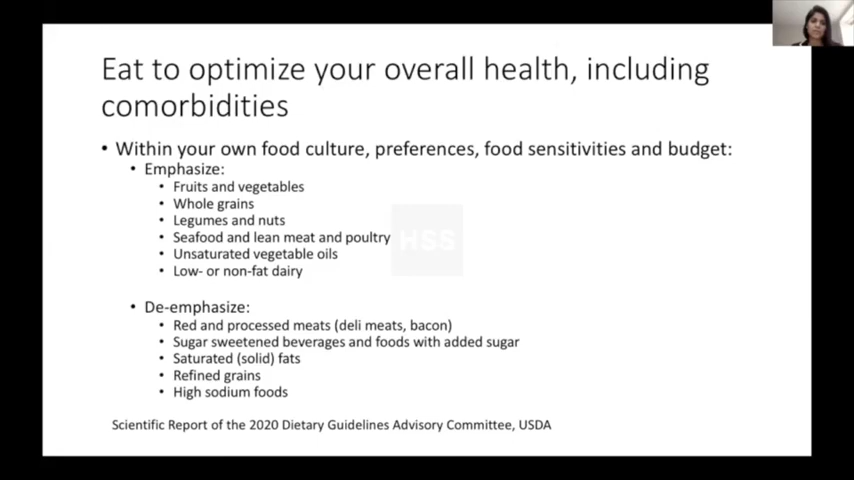 Eat to optimize your overall health, including
comorbidities
• Within your own food culture, preferences, food sensitivities and budget:
• Emphasize:
• Fruits and vegetables
• Whole grains
• Legumes and nuts
• Seafood and lean meat and poultry
HSS
• Unsaturated vegetable oils
• Low- or non-fat dairy
• De-emphasize:
• Red and processed meats (deli meats, bacon)
• Sugar sweetened beverages and foods with added sugar
• Saturated (solid) fats
• Refined grains
• High sodium foods
Scientific Report of the 2020 Dietary Guidelines Advisory Committee, USDA